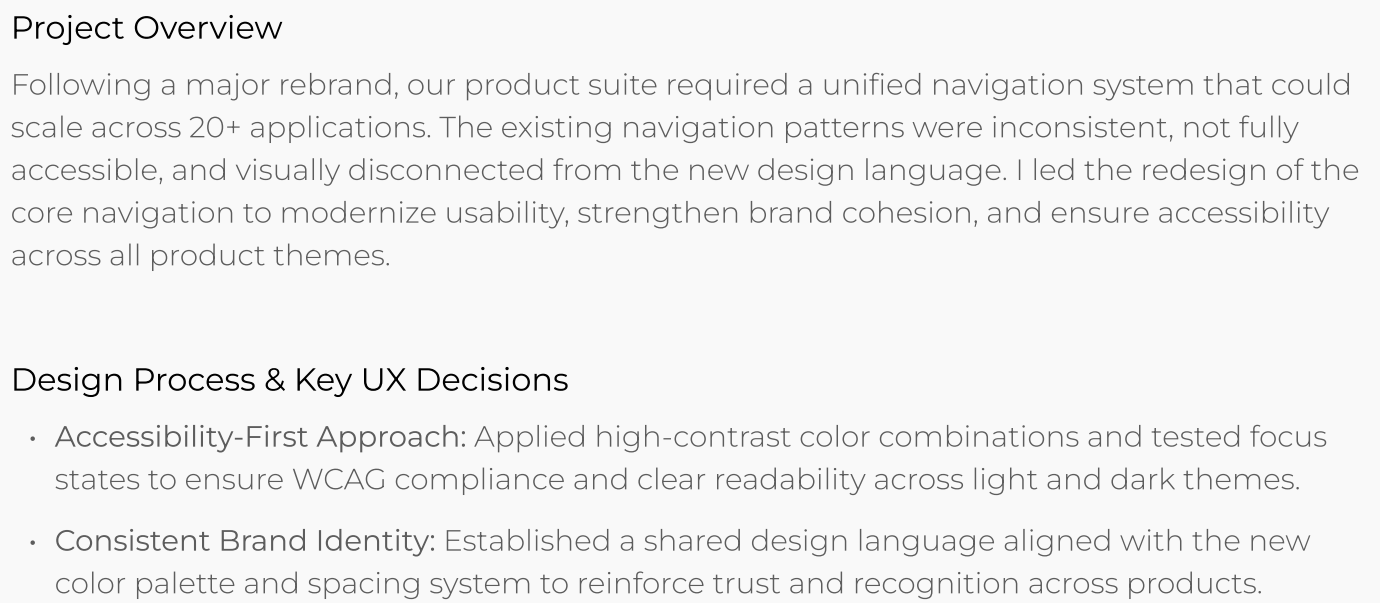 Project Overview
Following a major rebrand, our product suite required a unified navigation system that could
scale across 20+ applications. The existing navigation patterns were inconsistent, not fully
accessible, and visually disconnected from the new design language. I led the redesign of the
core navigation to modernize usability, strengthen brand cohesion, and ensure accessibility
across all product themes.
Design Process & Key UX Decisions
• Accessibility-First Approach: Applied high-contrast color combinations and tested focus
states to ensure WCAG compliance and clear readability across light and dark themes.
• Consistent Brand Identity: Established a shared design language aligned with the new
color palette and spacing system to reinforce trust and recognition across products.